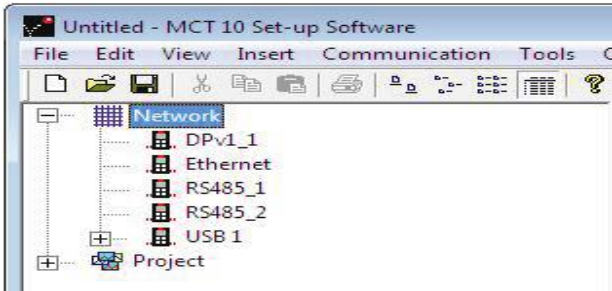 Untitled - MCT 10 Set-up Software
File Edit View Insert Communication Tools
Network
DPv1_1
Ethernet
RS485_1
RS485_2
USB 1
Project